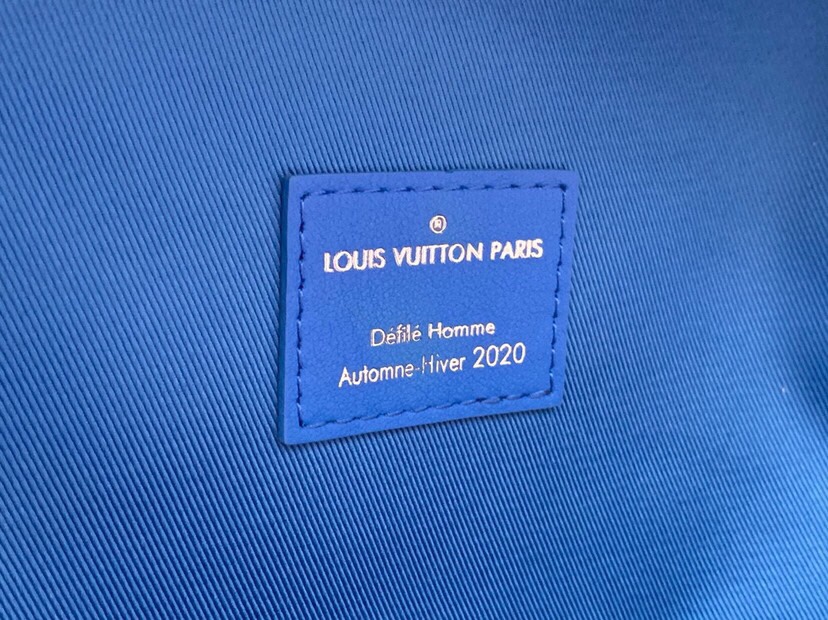 LOUIS VUITTON PARIS
Défilé Homme
Automne-Hiver 2020